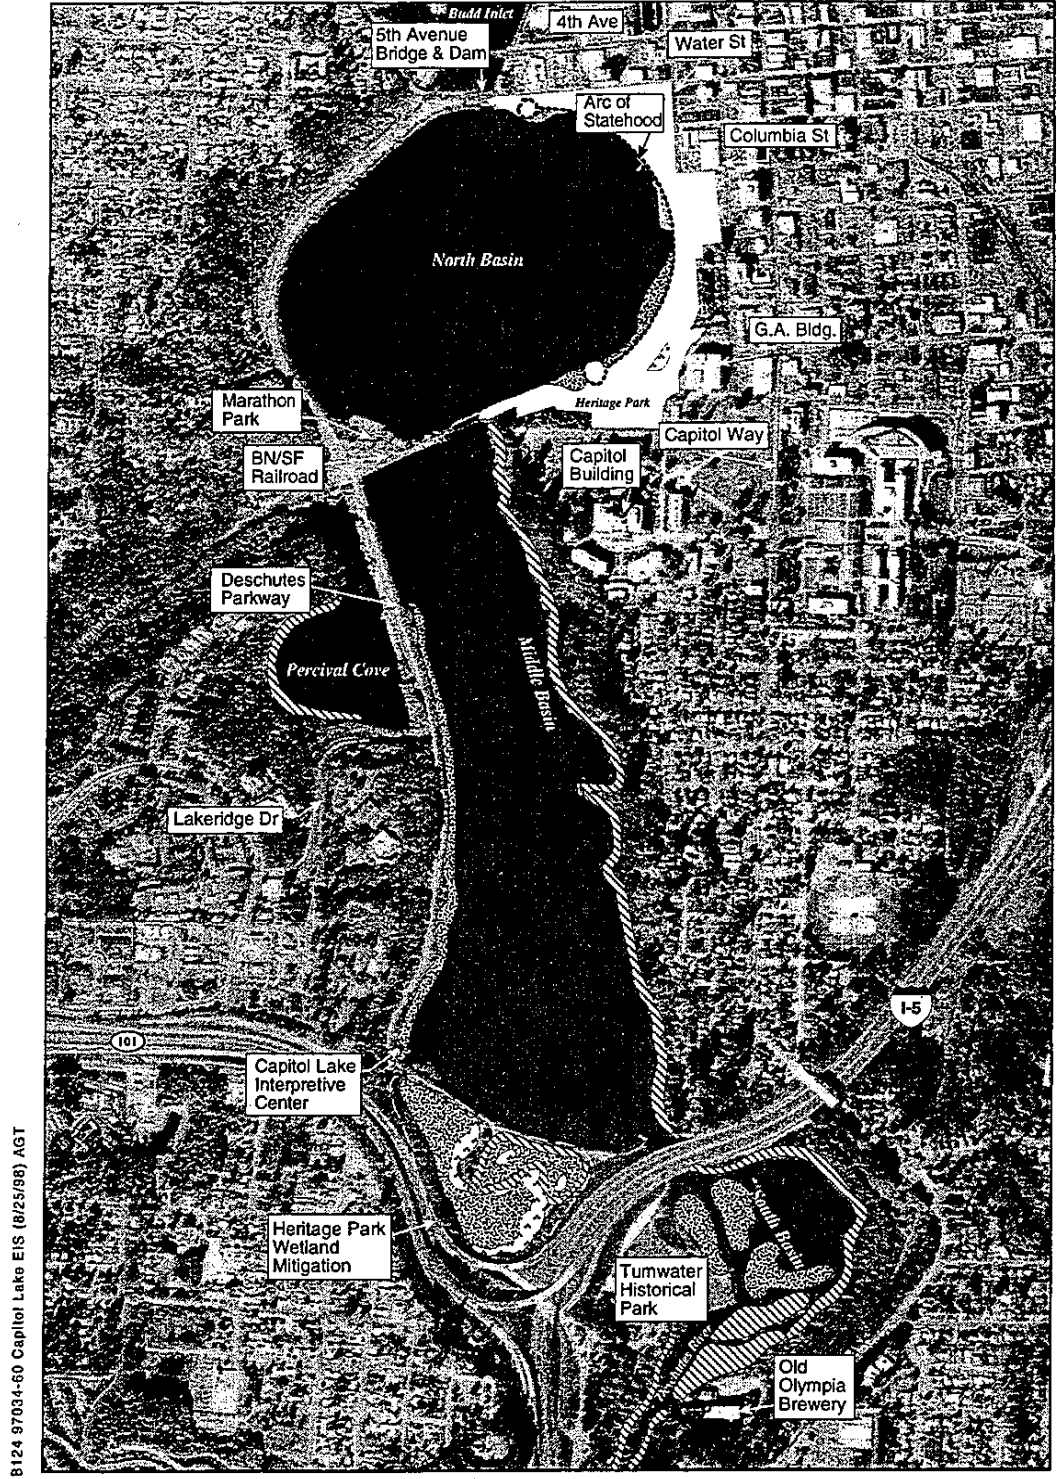 Budd Inlet
4th Ave
5th Avenue
Bridge & Dam
Water St
Arc of
Statehood
Columbia St
North Basin
G.A. Bldg.
Marathon
Park
Heritage Park
Capitol Way
BN/SF
Railroad
Capitol
Building
Deschutes
Parkway
Middle Basin
Percival Cove
Lakeridge Dr
I-5
101
Capitol Lake
Interpretive
Center
Heritage Park
Wetland
Mitigation
Tumwater
Historical
Park
Old
Olympia
Brewery
B124 97034-60 Capitol Lake EIS (8/25/98) AGT